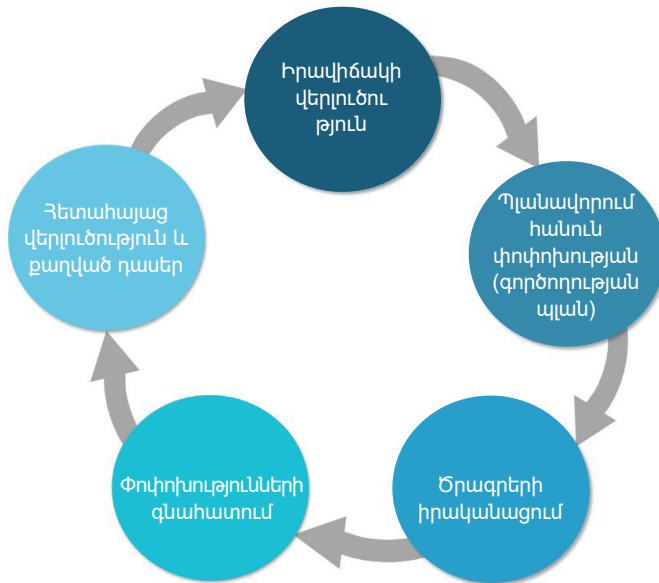 Իրավիճակի
վերլուծու
թյուն
Պլանավորում
հանուն
փոփոխության
(գործողության
պլան)
Ծրագրերի
իրականացում
Փոփոխությունների
գնահատում
Հետահայաց
վերլուծություն և
քաղված դասեր